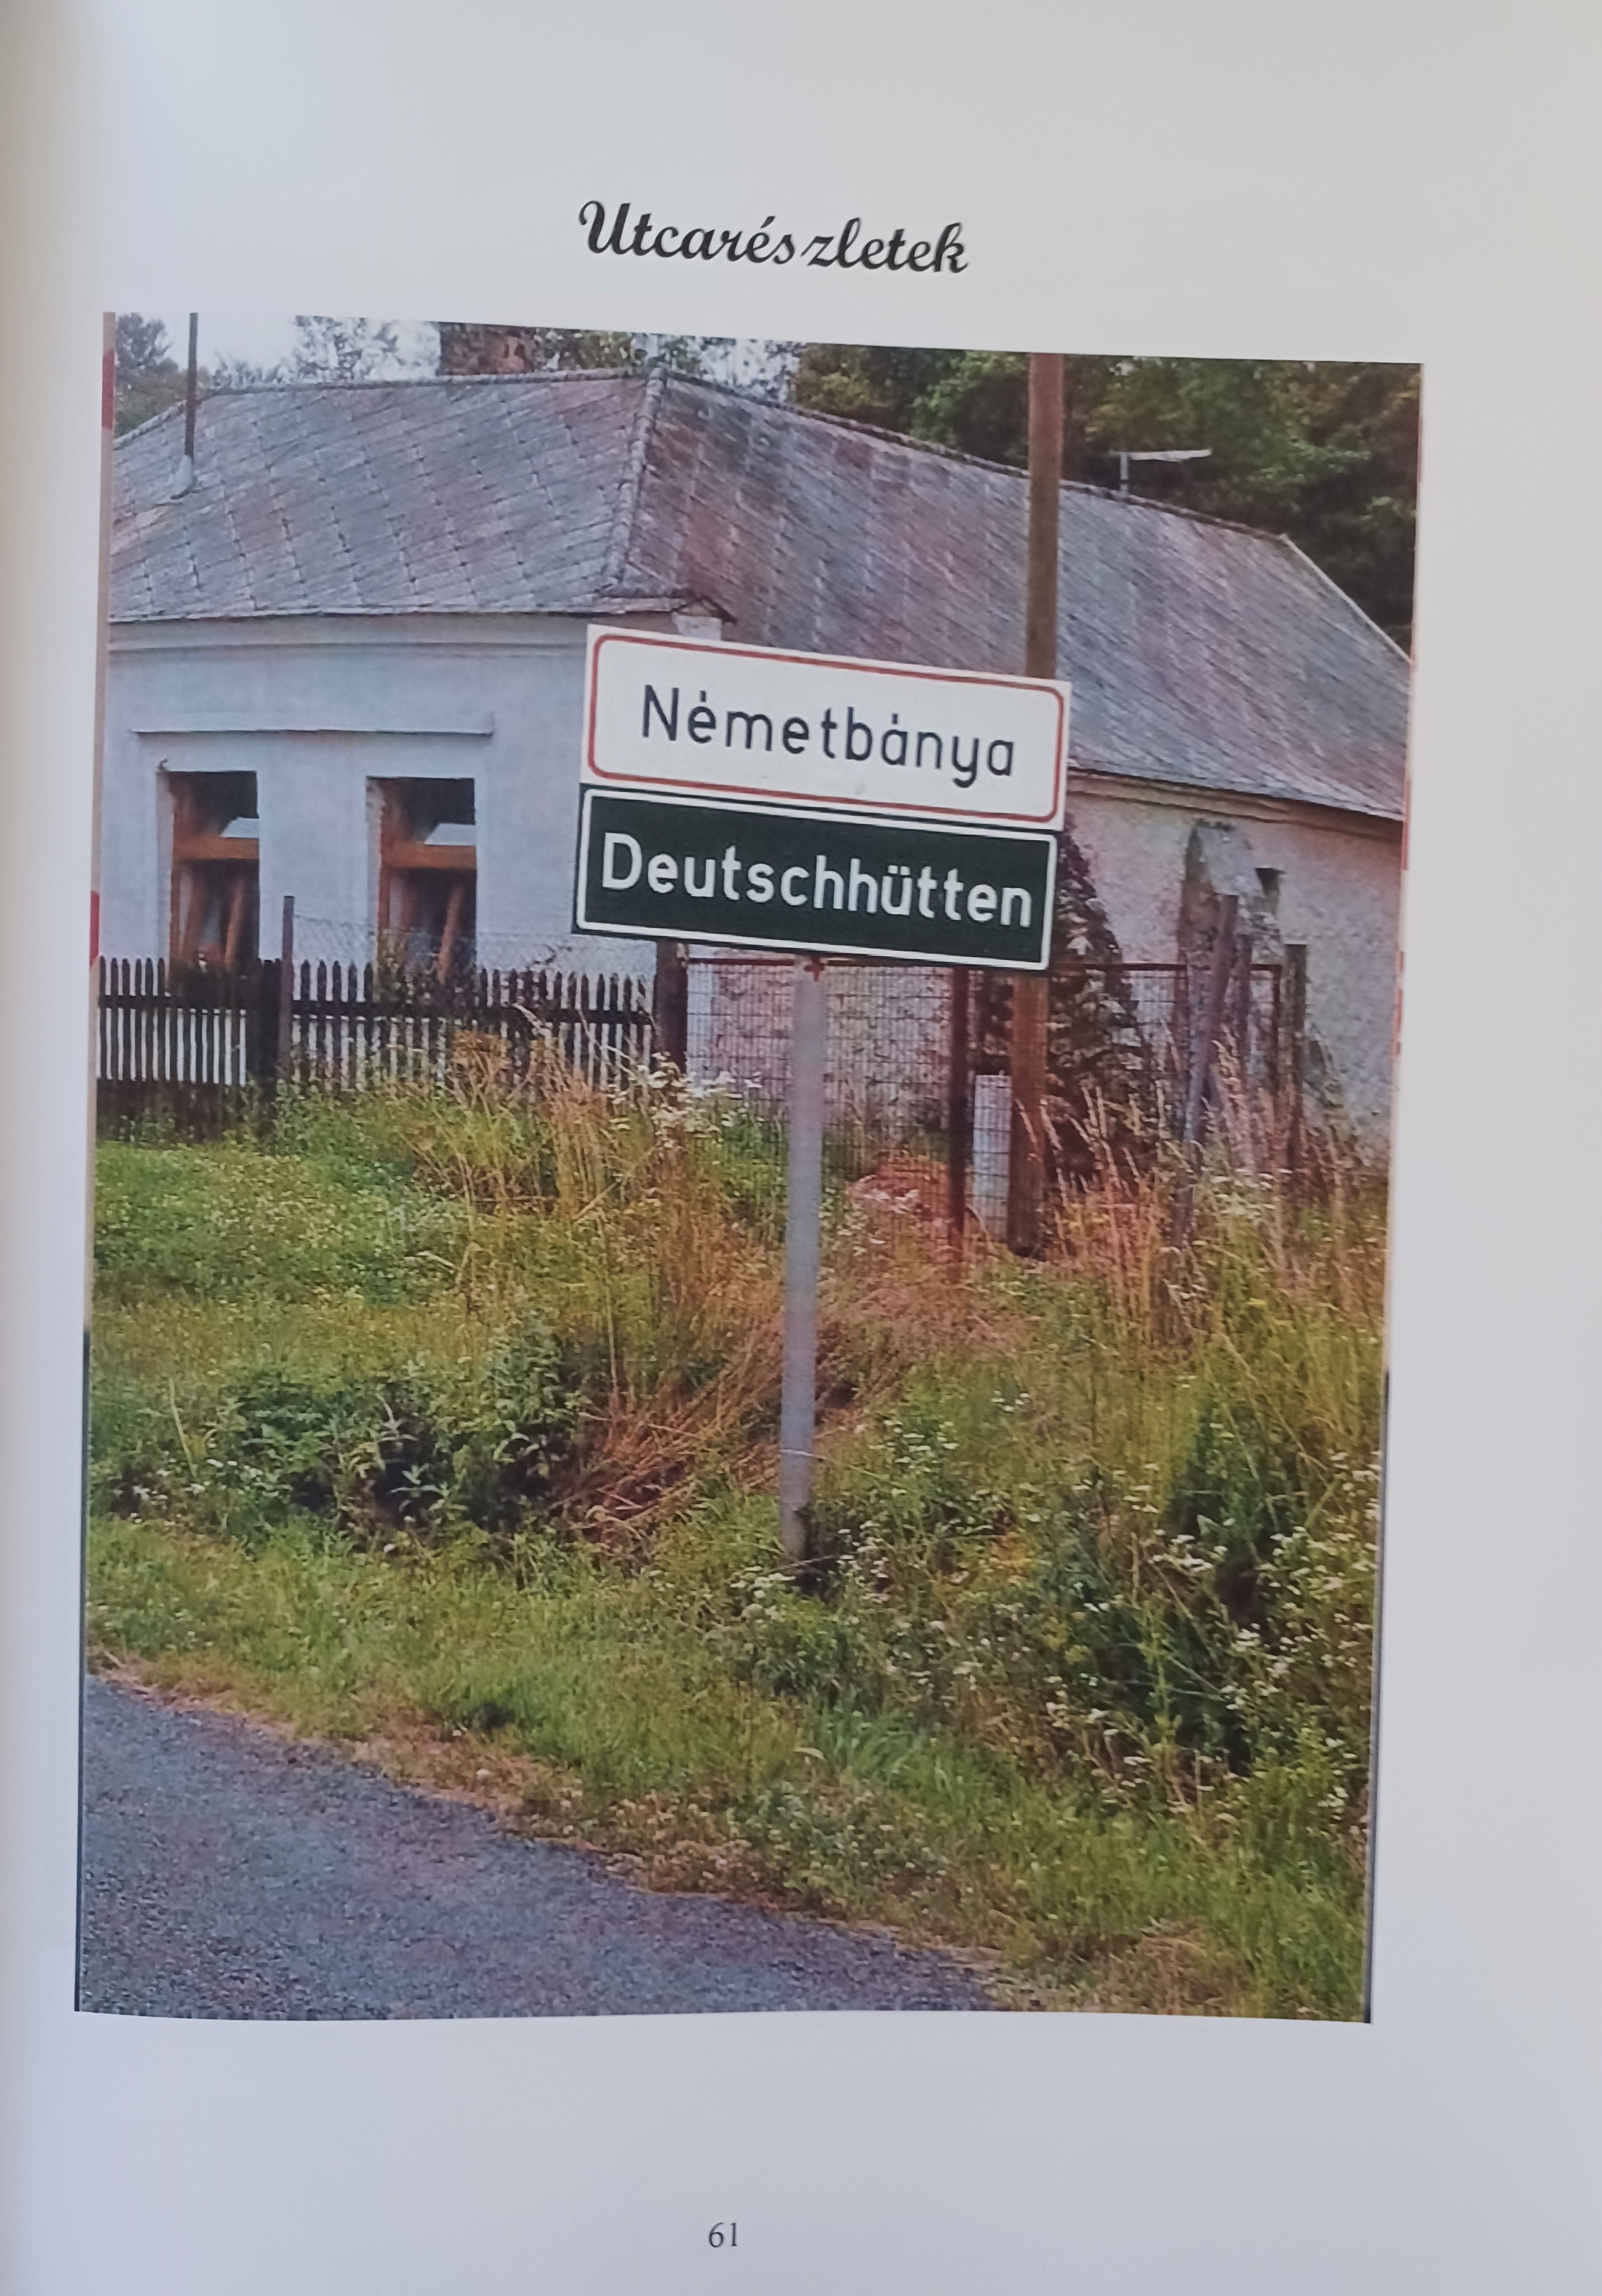 Utcarészletek
Németbánya
Deutschhütten
61